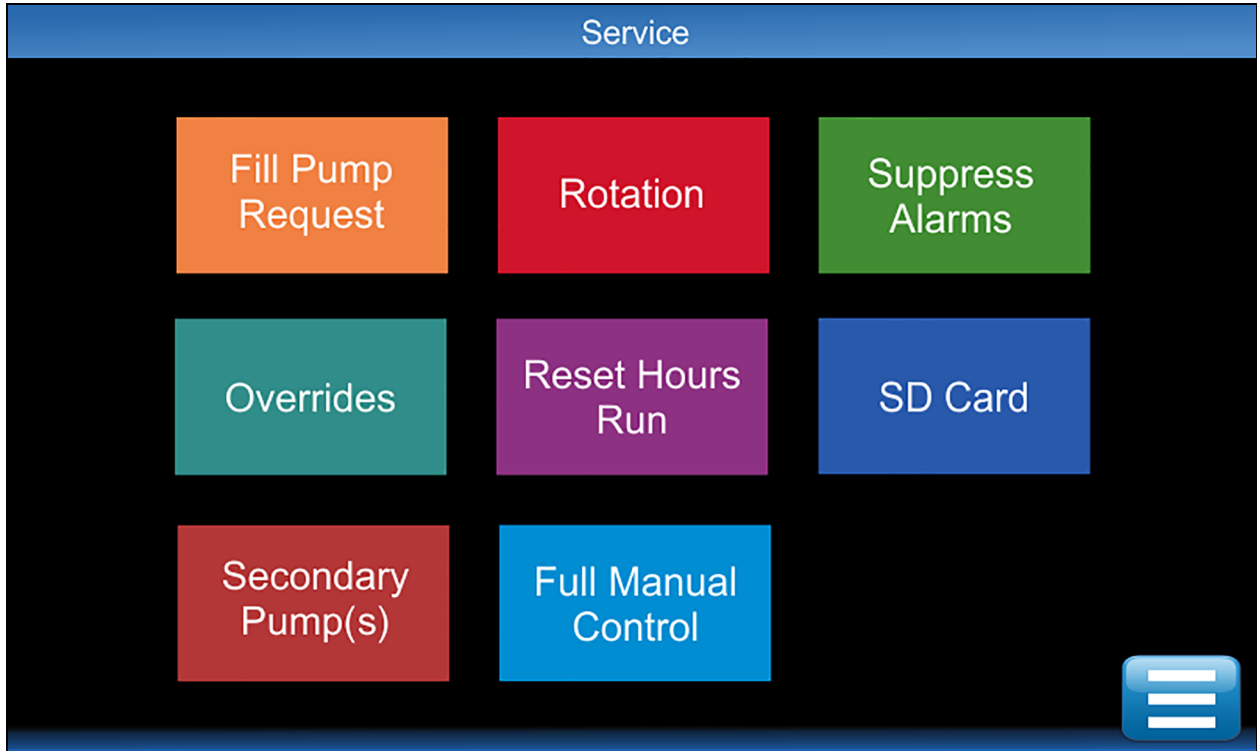 Service
Fill Pump
Request
Rotation
Suppress
Alarms
Overrides
Reset Hours
Run
SD Card
Secondary
Pump(s)
Full Manual
Control